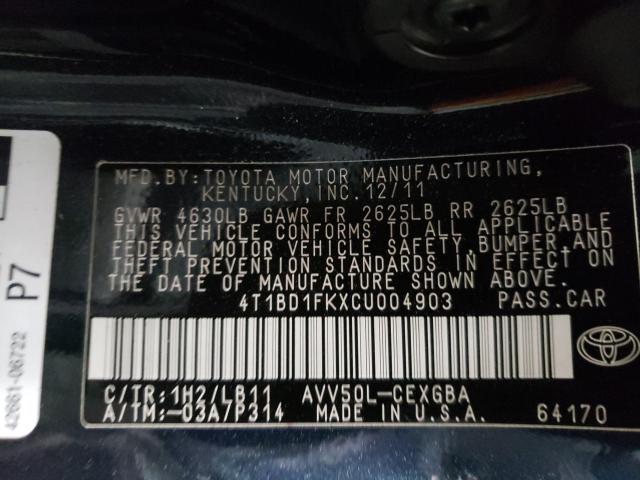 MFD.BY:TOYOTA MOTOR MANUFACTURING,
KENTUCKY,INC.12/11
GVWR 4630LB GAWR FR 2625LB RR 2625LB
THIS VEHICLE CONFORMS TO ALL APPLICABLE
FEDERAL MOTOR VEHICLE SAFETY,BUMPER,AND
THEFT PREVENTION STANDARDS IN EFFECT ON
THE DATE OF MANUFACTURE SHOWN ABOVE.
4T1BD1FKXCU004903 PASS.CAR
C/TR:1H2/LB11 AVV50L-CEXGBA
A/TM:-03A/P314 MADE IN U.S.A. 64170
P7
42661-06722